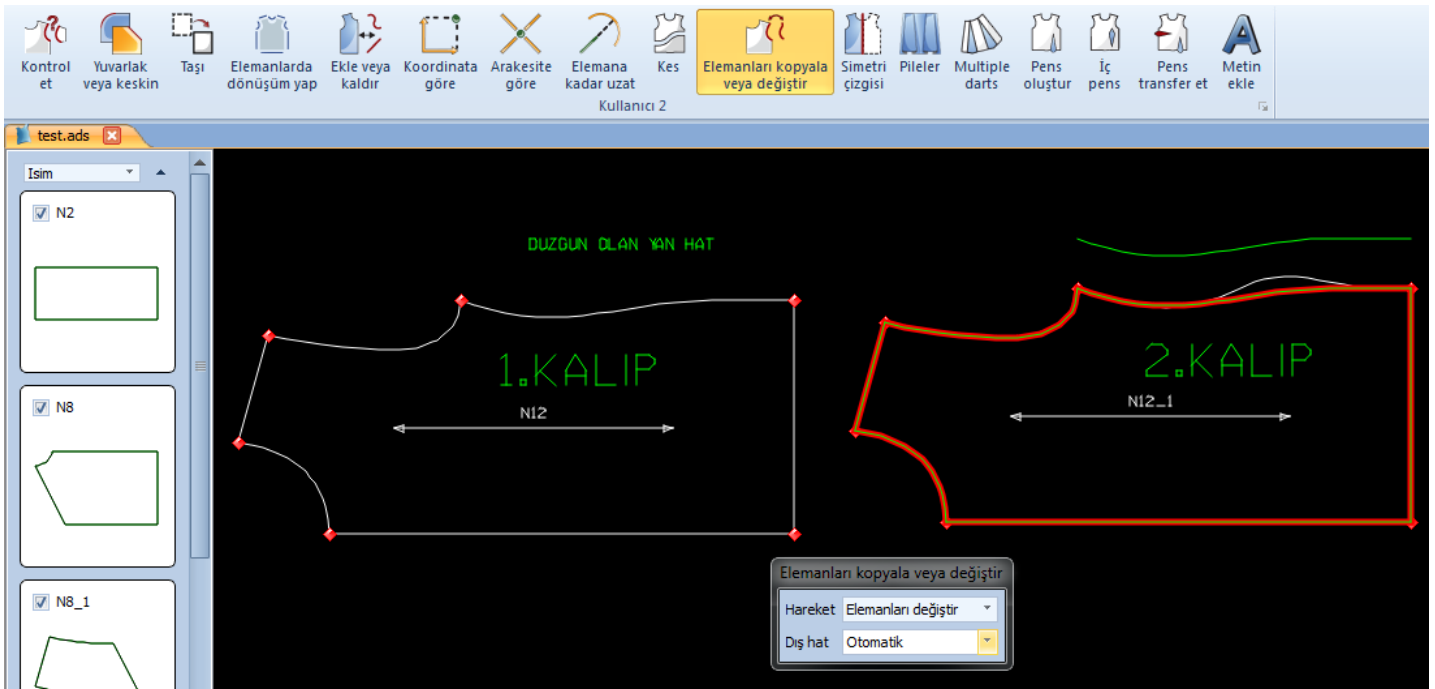 Kontrol et
Yuvarlak veya keskin
Taşı
Elemanlarda dönüşüm yap
Ekle veya kaldır
Koordinata göre
Arakesite göre
Elemana kadar uzat
Kes
Elemanları kopyala veya değiştir
Simetri çizgisi
Pileler
Multiple darts
Pens oluştur
İç pens
Pens transfer et
Metin ekle
Kullanıcı 2
test.ads
Isim
N2
N8
N8_1
DUZGUN OLAN YAN HAT
1.KALIP
N12
2.KALIP
N12_1
Elemanları kopyala veya değiştir
Hareket Elemanları değiştir
Dış hat Otomatik